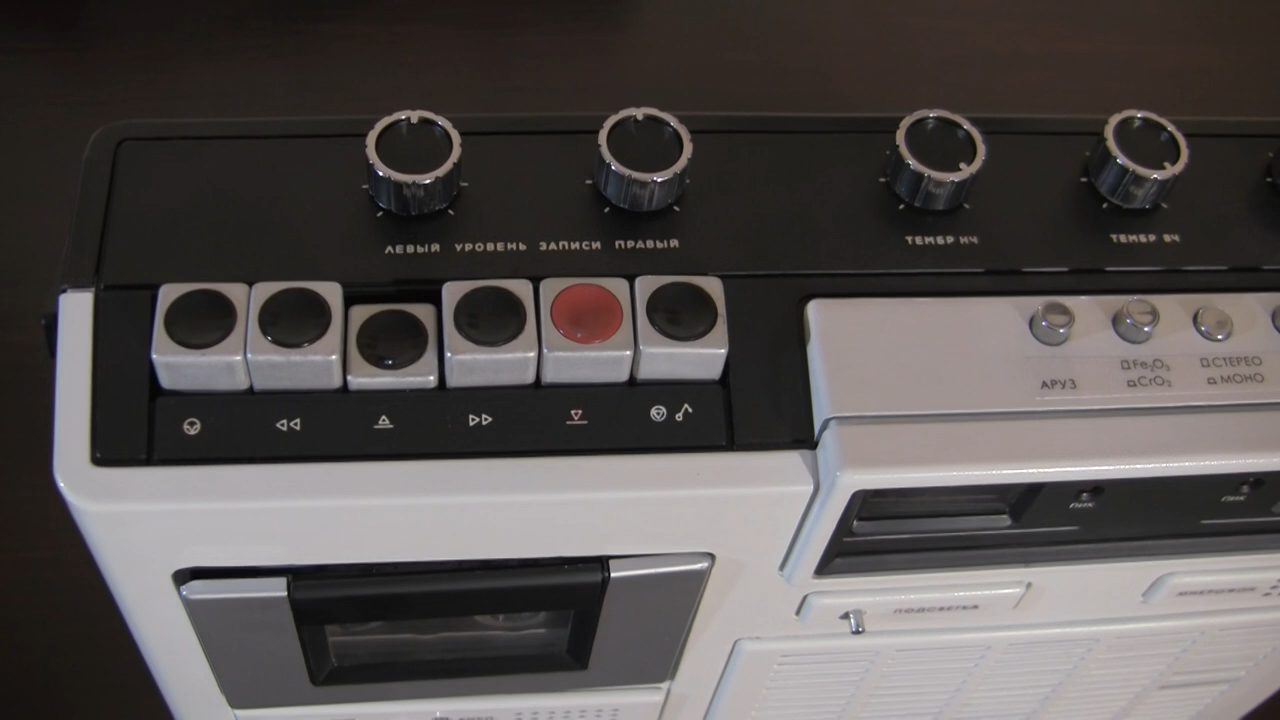 ЛЕВЫЙ УРОВЕНЬ ЗАПИСИ ПРАВЫЙ
ТЕМБР НЧ
ТЕМБР ВЧ
АРУЗ
Fe₂O₃
CrO₂
СТЕРЕО
МОНО
ПИК
ПИК
ПОДСВЕТКА
МИКРОФОН